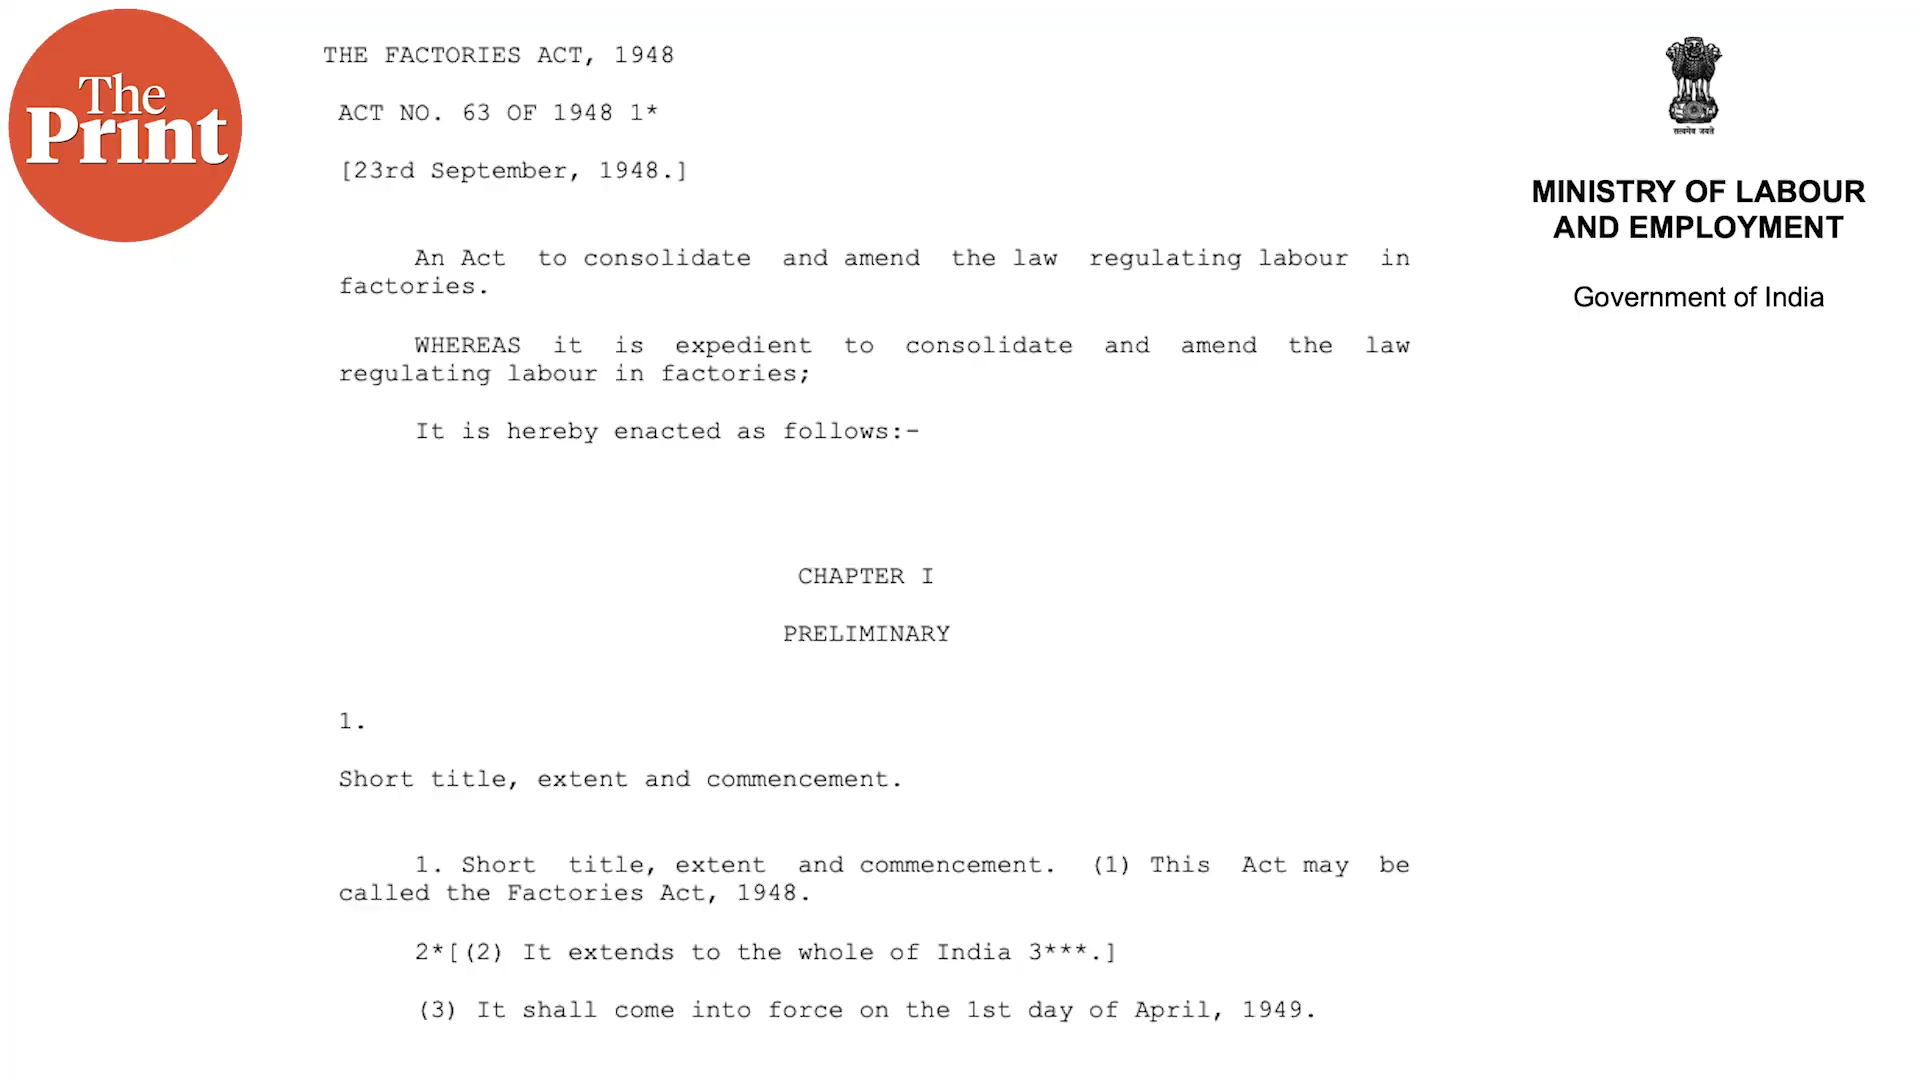 The
Print
THE FACTORIES ACT, 1948
ACT NO. 63 OF 1948 1*
[23rd September, 1948.]
An Act to consolidate and amend the law regulating labour in
factories.
WHEREAS it is expedient to consolidate and amend the law
regulating labour in factories;
It is hereby enacted as follows:-
CHAPTER I
PRELIMINARY
1.
Short title, extent and commencement.
1. Short title, extent and commencement. (1) This Act may be
called the Factories Act, 1948.
2*[(2) It extends to the whole of India 3***.]
(3) It shall come into force on the 1st day of April, 1949.
सत्यमेव जयते
MINISTRY OF LABOUR
AND EMPLOYMENT
Government of India